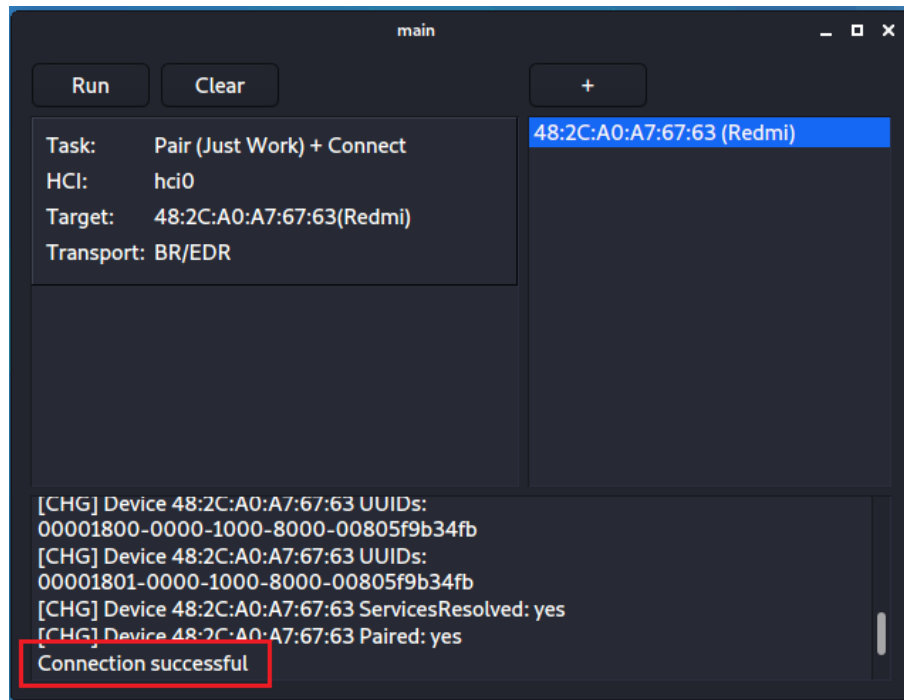 main
Run
Clear
+
Task: Pair (Just Work) + Connect
HCI: hci0
Target: 48:2C:A0:A7:67:63(Redmi)
Transport: BR/EDR
48:2C:A0:A7:67:63 (Redmi)
[CHG] Device 48:2C:A0:A7:67:63 UUIDs:
00001800-0000-1000-8000-00805f9b34fb
[CHG] Device 48:2C:A0:A7:67:63 UUIDs:
00001801-0000-1000-8000-00805f9b34fb
[CHG] Device 48:2C:A0:A7:67:63 ServicesResolved: yes
[CHG] Device 48:2C:A0:A7:67:63 Paired: yes
Connection successful